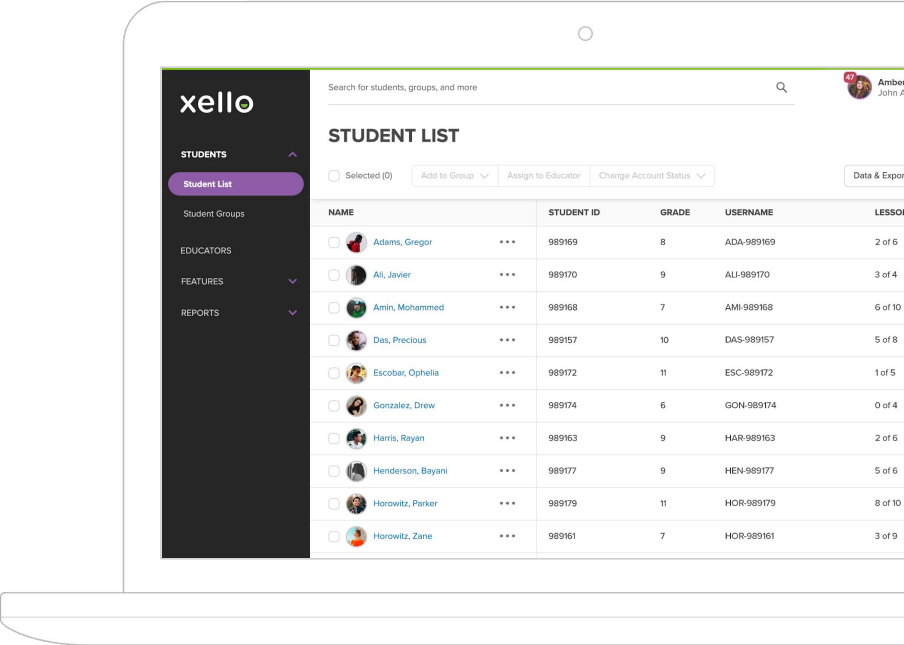 xello
STUDENTS
Student List
Student Groups
EDUCATORS
FEATURES
REPORTS
Search for students, groups, and more
47
Amber
John A
STUDENT LIST
Selected (0) Add to Group Assign to Educator Change Account Status Data & Expor
NAME STUDENT ID GRADE USERNAME LESSO
Adams, Gregor 989169 8 ADA-989169 2 of 6
Ali, Javier 989170 9 ALI-989170 3 of 4
Amin, Mohammed 989168 7 AMI-989168 6 of 10
Das, Precious 989157 10 DAS-989157 5 of 8
Escobar, Ophelia 989172 11 ESC-989172 1 of 5
Gonzalez, Drew 989174 6 GON-989174 0 of 4
Harris, Rayan 989163 9 HAR-989163 2 of 6
Henderson, Bayani 989177 9 HEN-989177 5 of 6
Horowitz, Parker 989179 11 HOR-989179 8 of 10
Horowitz, Zane 989161 7 HOR-989161 3 of 9